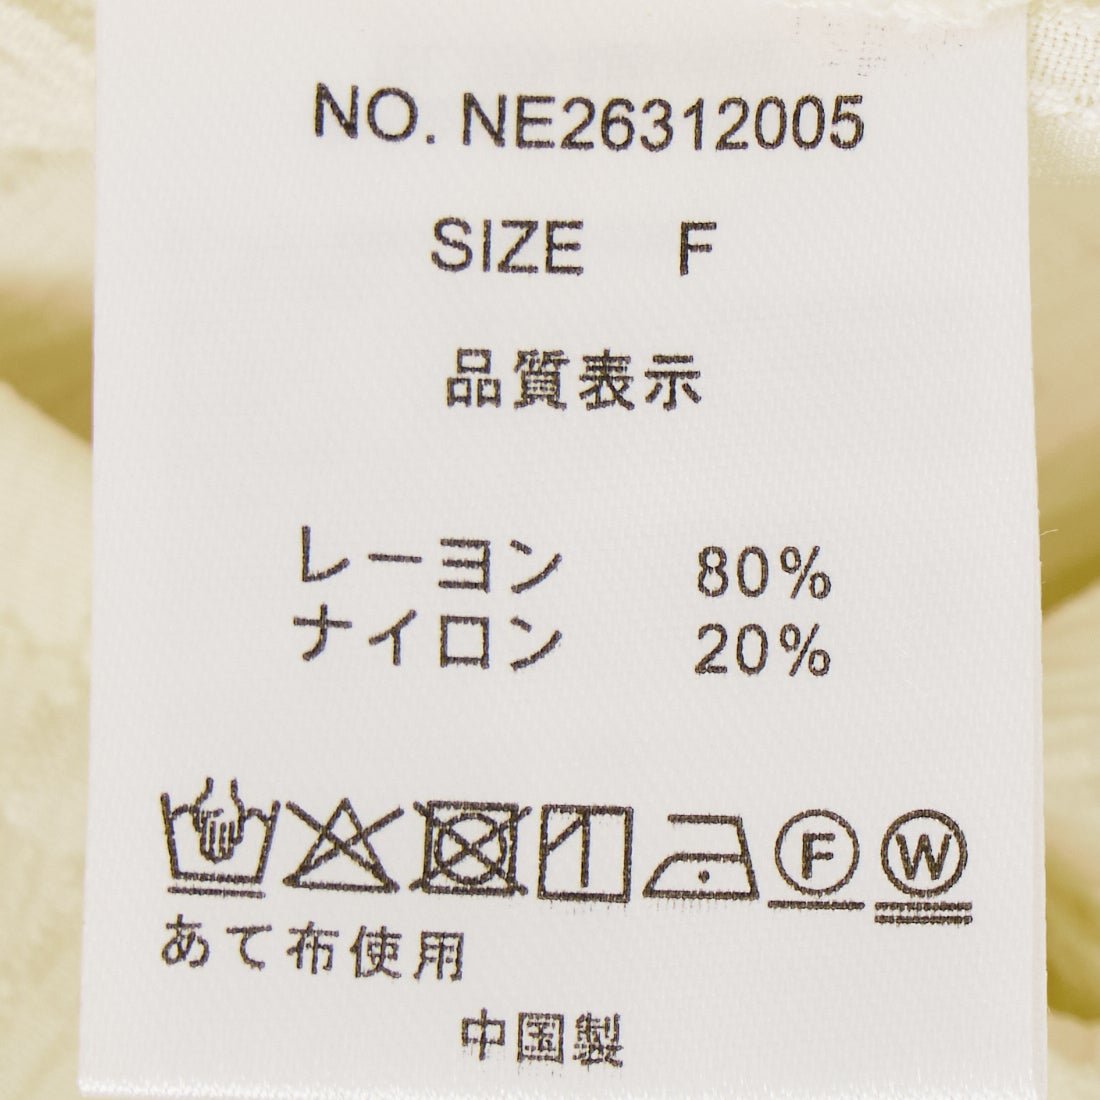 NO. NE26312005
SIZE F
品質表示
レーヨン 80%
ナイロン 20%
F W
あて布使用
中国製